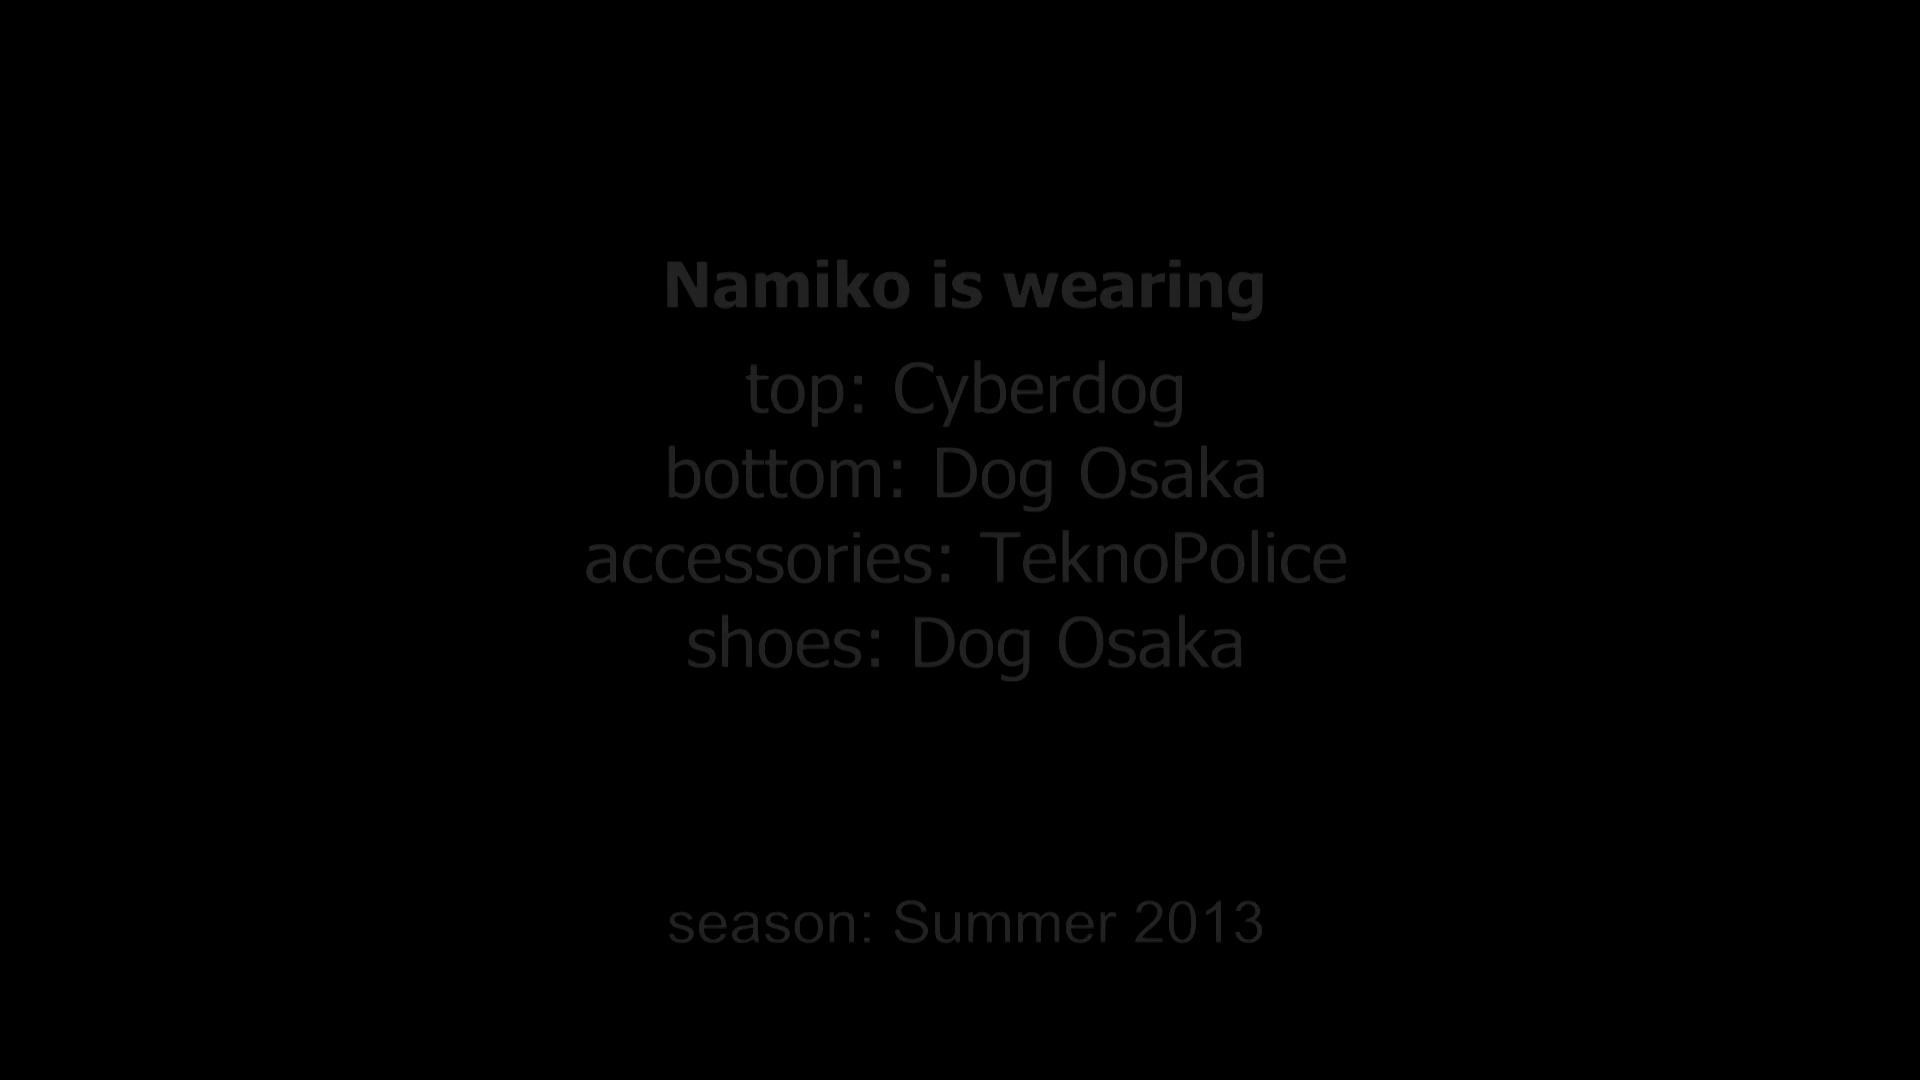 Namiko is wearing
top: Cyberdog
bottom: Dog Osaka
accessories: TeknoPolice
shoes: Dog Osaka
season: Summer 2013